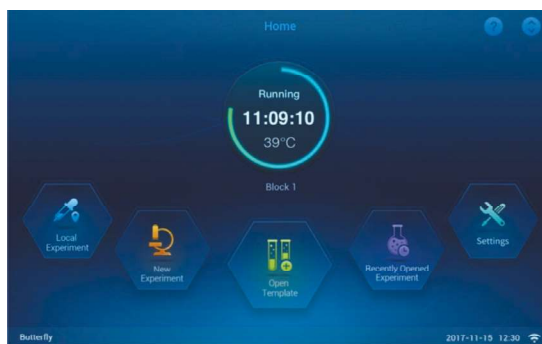 Home
?
Running
11:09:10
39°C
Block 1
Local
Experiment
New
Experiment
Open
Template
Recently Opened
Experiment
Settings
Butterfly
2017-11-15 12:30